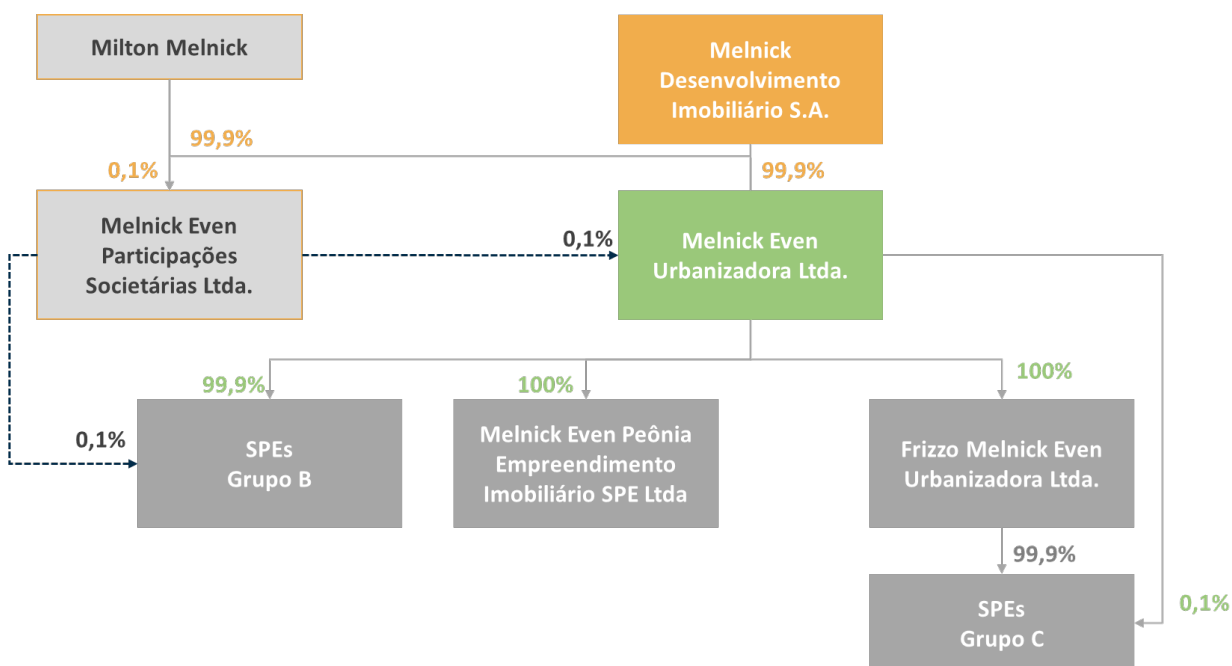 Milton Melnick
Melnick
Desenvolvimento
Imobiliário S.A.
99,9%
0,1%
99,9%
Melnick Even
Participações
Societárias Ltda.
0,1%
Melnick Even
Urbanizadora Ltda.
99,9%
100%
100%
0,1%
SPEs
Grupo B
Melnick Even Peônia
Empreendimento
Imobiliário SPE Ltda
Frizzo Melnick Even
Urbanizadora Ltda.
99,9%
0,1%
SPEs
Grupo C